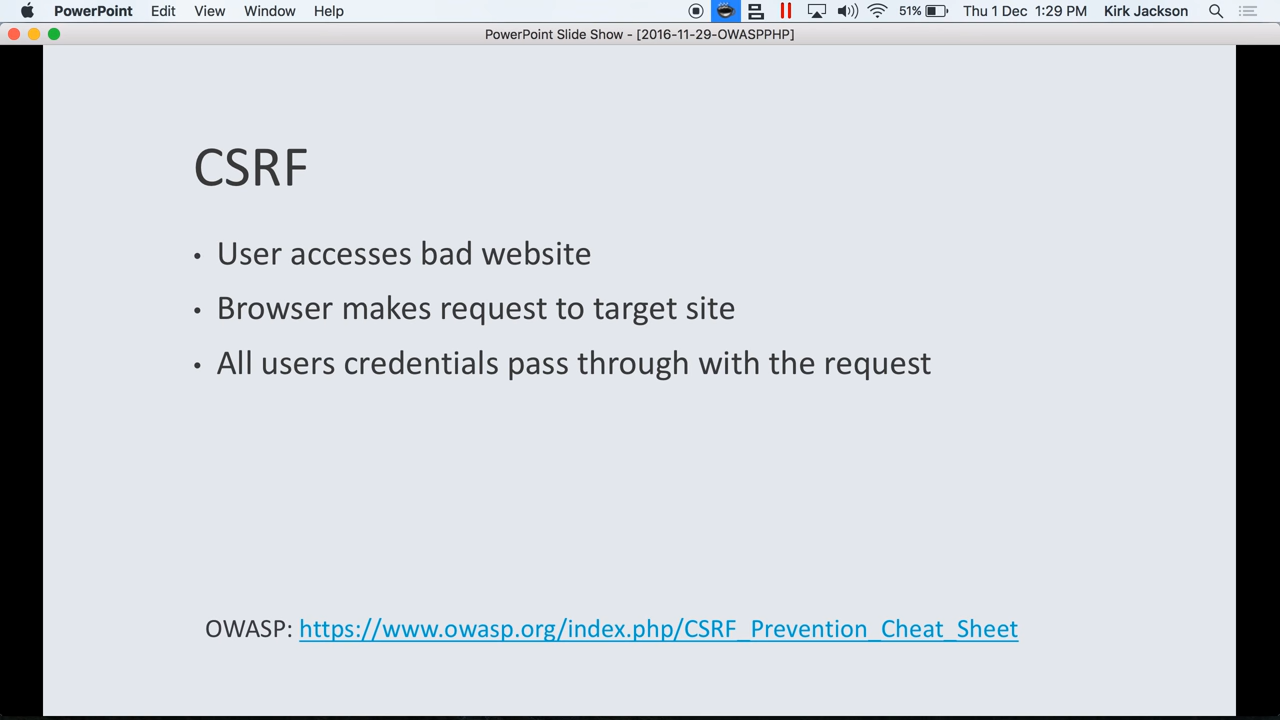 PowerPoint Edit View Window Help 51% Thu 1 Dec 1:29 PM Kirk Jackson
PowerPoint Slide Show - [2016-11-29-OWASPPHP]
CSRF
• User accesses bad website
• Browser makes request to target site
• All users credentials pass through with the request
OWASP: https://www.owasp.org/index.php/CSRF_Prevention_Cheat_Sheet